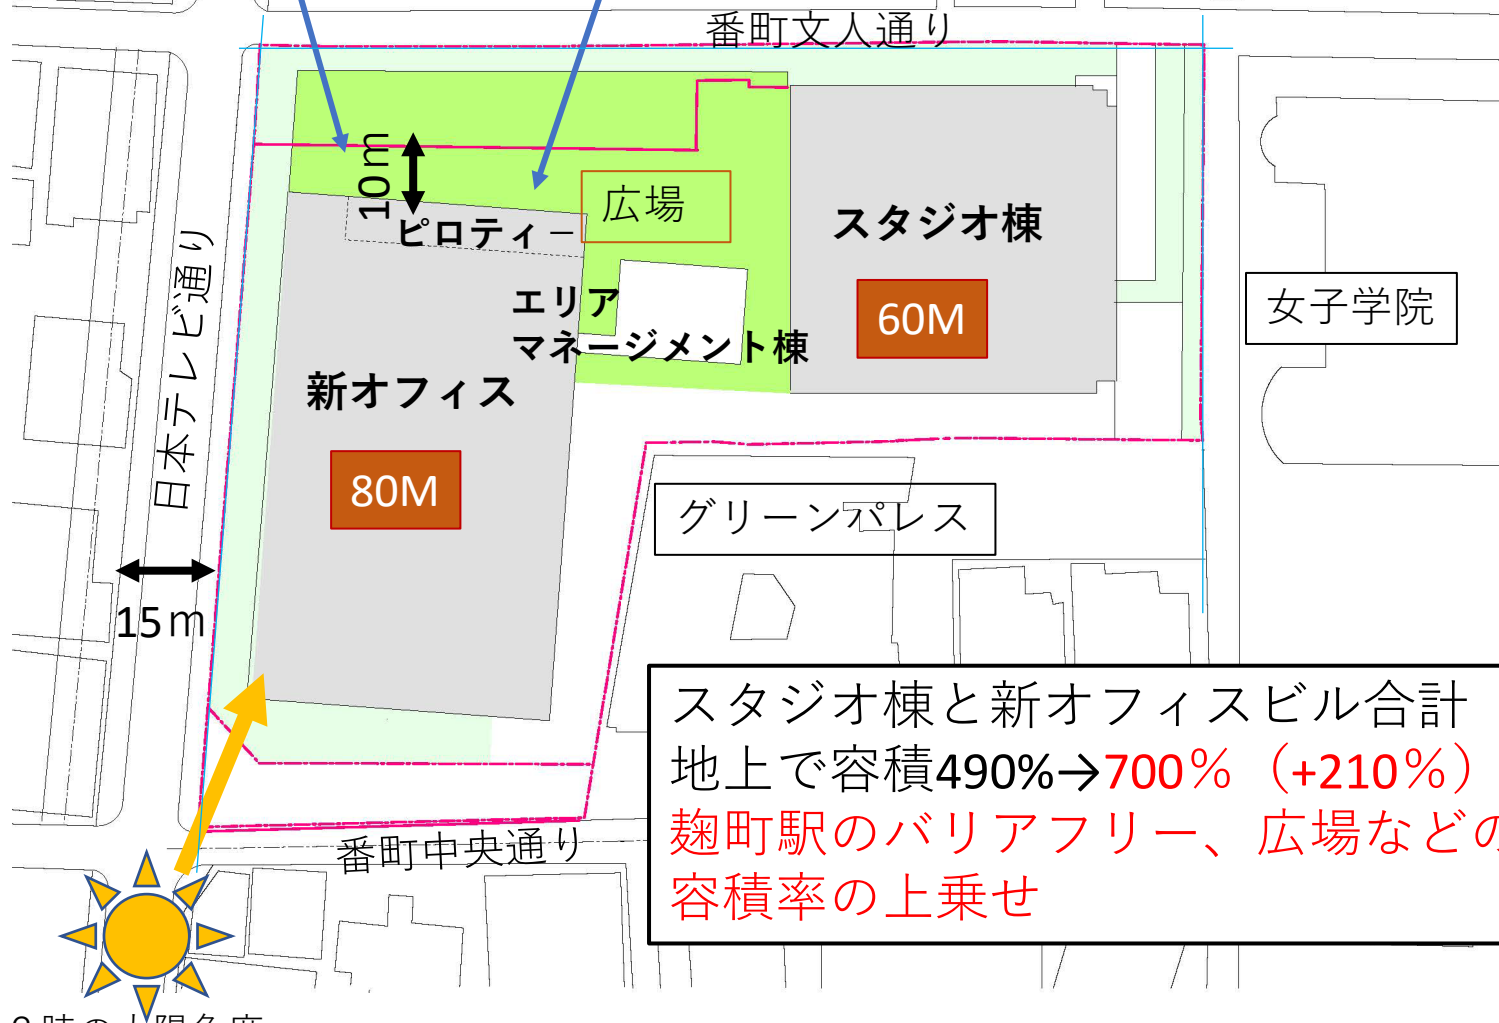 番町文人通り
10ｍ
ピロティ－
広場
スタジオ棟
60M
女子学院
エリア
マネージメント棟
日本テレビ通り
新オフィス
80M
グリーンパレス
15ｍ
スタジオ棟と新オフィスビル合計
地上で容積490%→700％（+210％）
麹町駅のバリアフリー、広場などの
容積率の上乗せ
番町中央通り